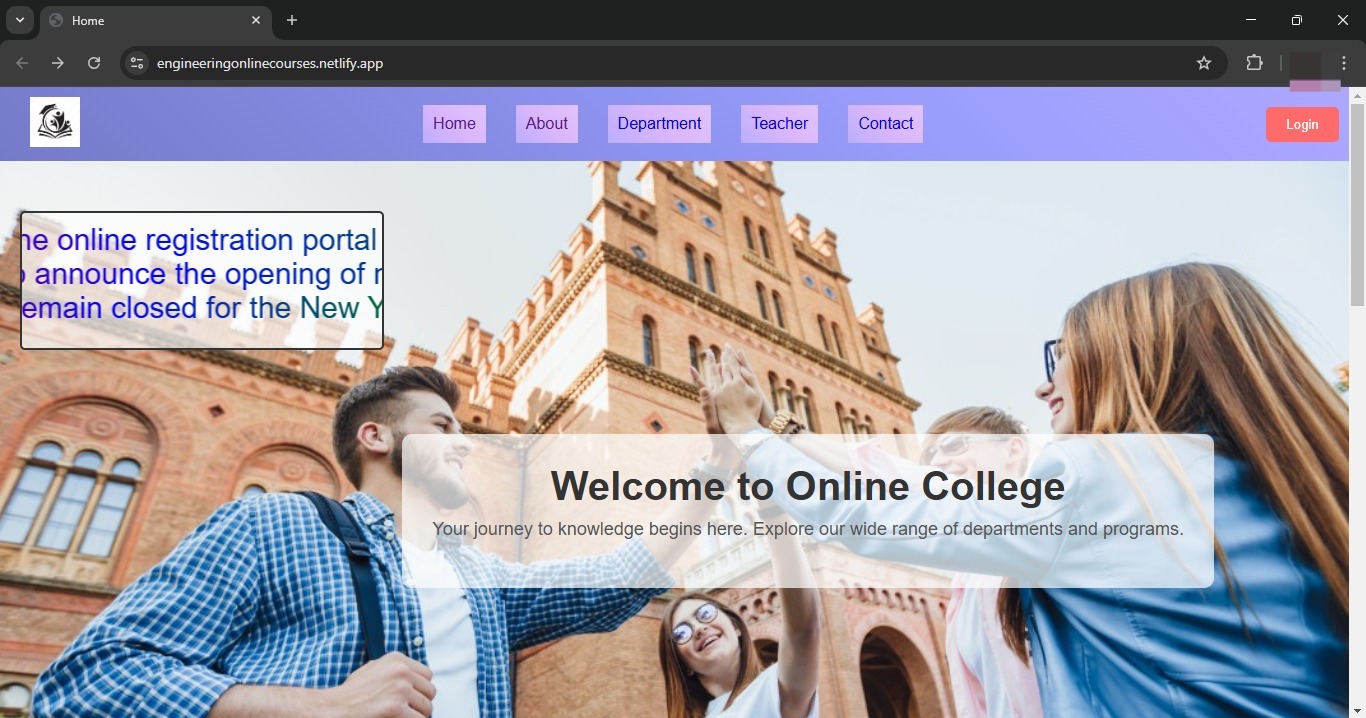 Home
engineeringonlinecourses.netlify.app
Home About Department Teacher Contact Login
online registration portal
announce the opening of
closed for the New
Welcome to Online College
Your journey to knowledge begins here. Explore our wide range of departments and programs.